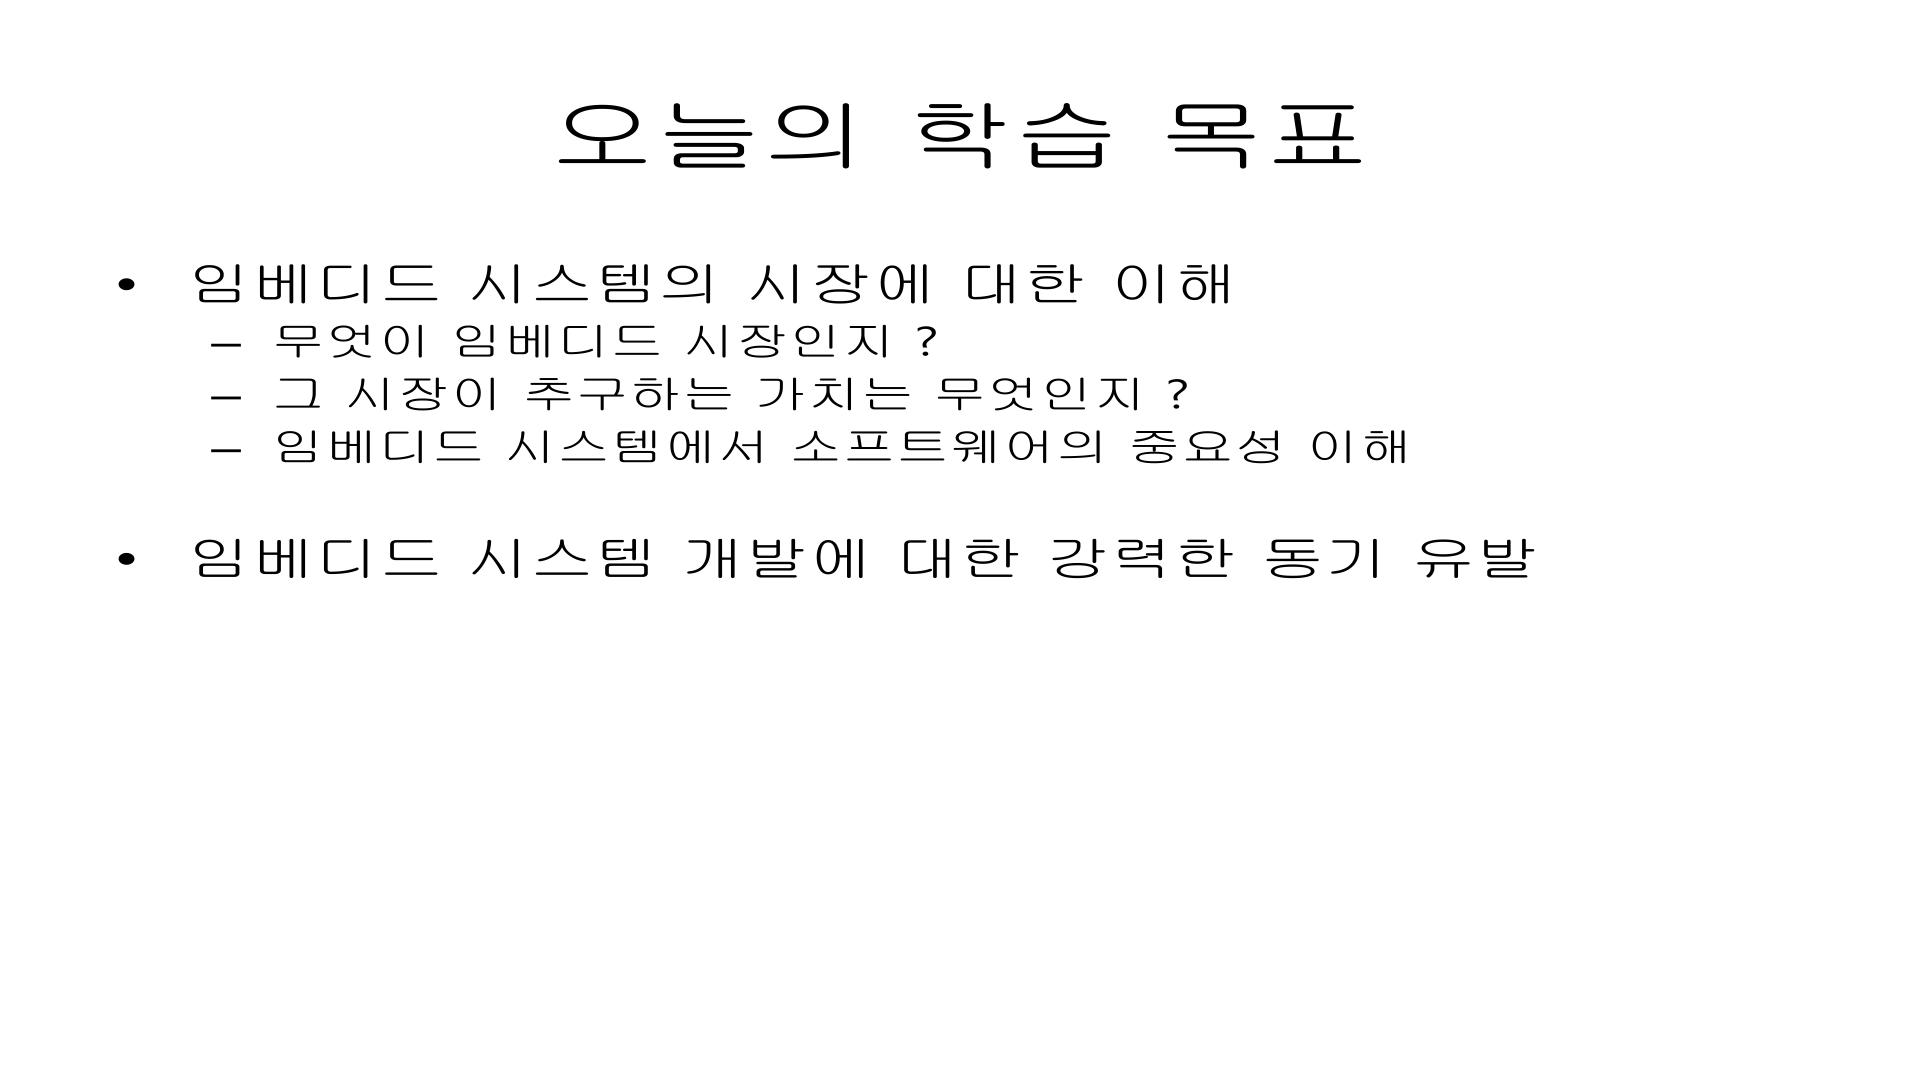 오늘의 학습 목표
• 임베디드 시스템의 시장에 대한 이해
– 무엇이 임베디드 시장인지 ?
– 그 시장이 추구하는 가치는 무엇인지 ?
– 임베디드 시스템에서 소프트웨어의 중요성 이해
• 임베디드 시스템 개발에 대한 강력한 동기 유발